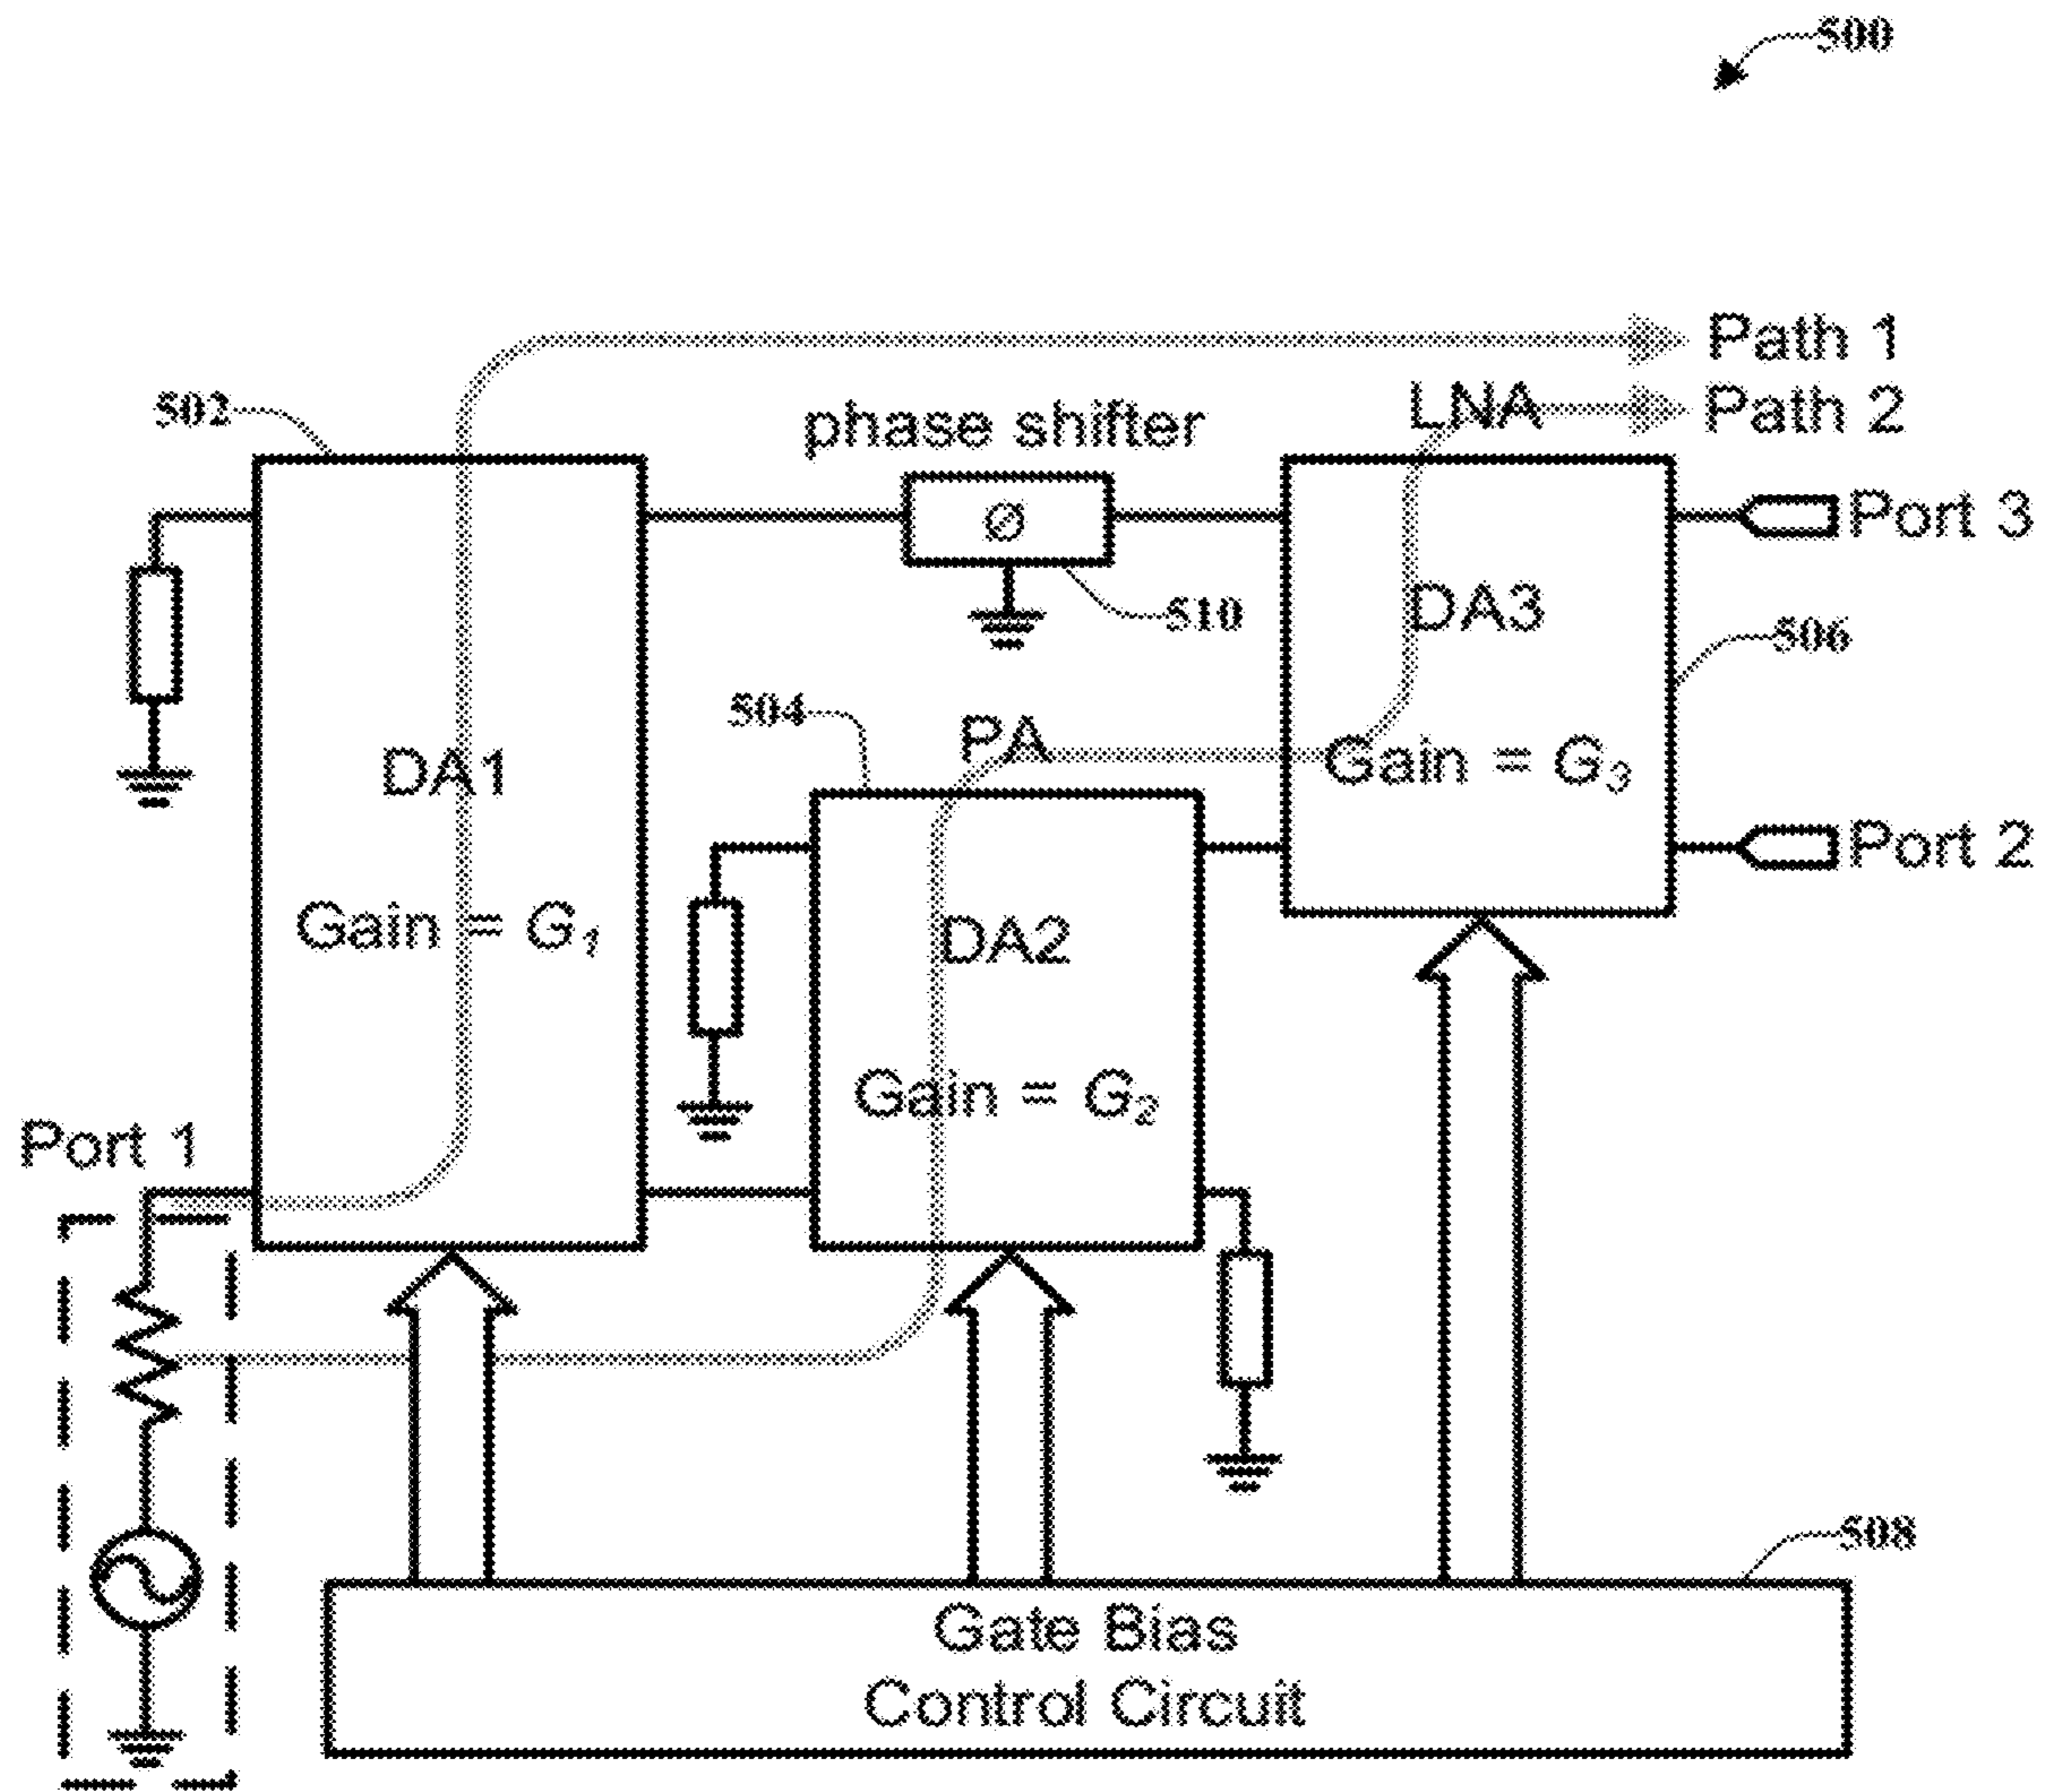 500
Path 1
502
LNA
Path 2
phase shifter
Ø
Port 3
510
DA3
506
504
PA
DA1
Gain = G3
Port 2
Gain = G1
DA2
Gain = G2
Port 1
508
Gate Bias
Control Circuit